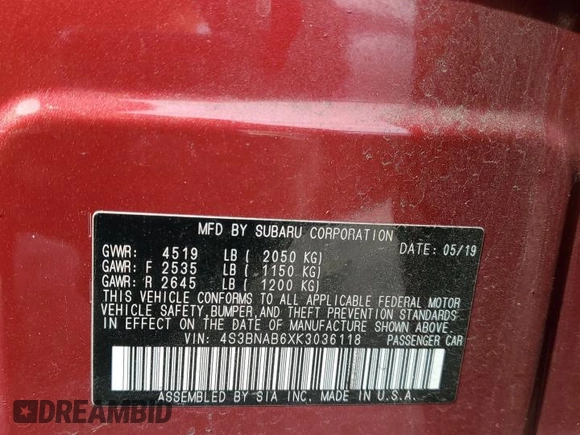 MFD BY SUBARU CORPORATION
GVWR: 4519 LB ( 2050 KG) DATE: 05/19
GAWR: F 2535 LB ( 1150 KG)
GAWR: R 2645 LB ( 1200 KG)
THIS VEHICLE CONFORMS TO ALL APPLICABLE FEDERAL MOTOR
VEHICLE SAFETY, BUMPER, AND THEFT PREVENTION STANDARDS
IN EFFECT ON THE DATE OF MANUFACTURE SHOWN ABOVE.
VIN: 4S3BNAB6XK3036118 PASSENGER CAR
ASSEMBLED BY SIA INC. MADE IN U.S.A.
DREAMBID